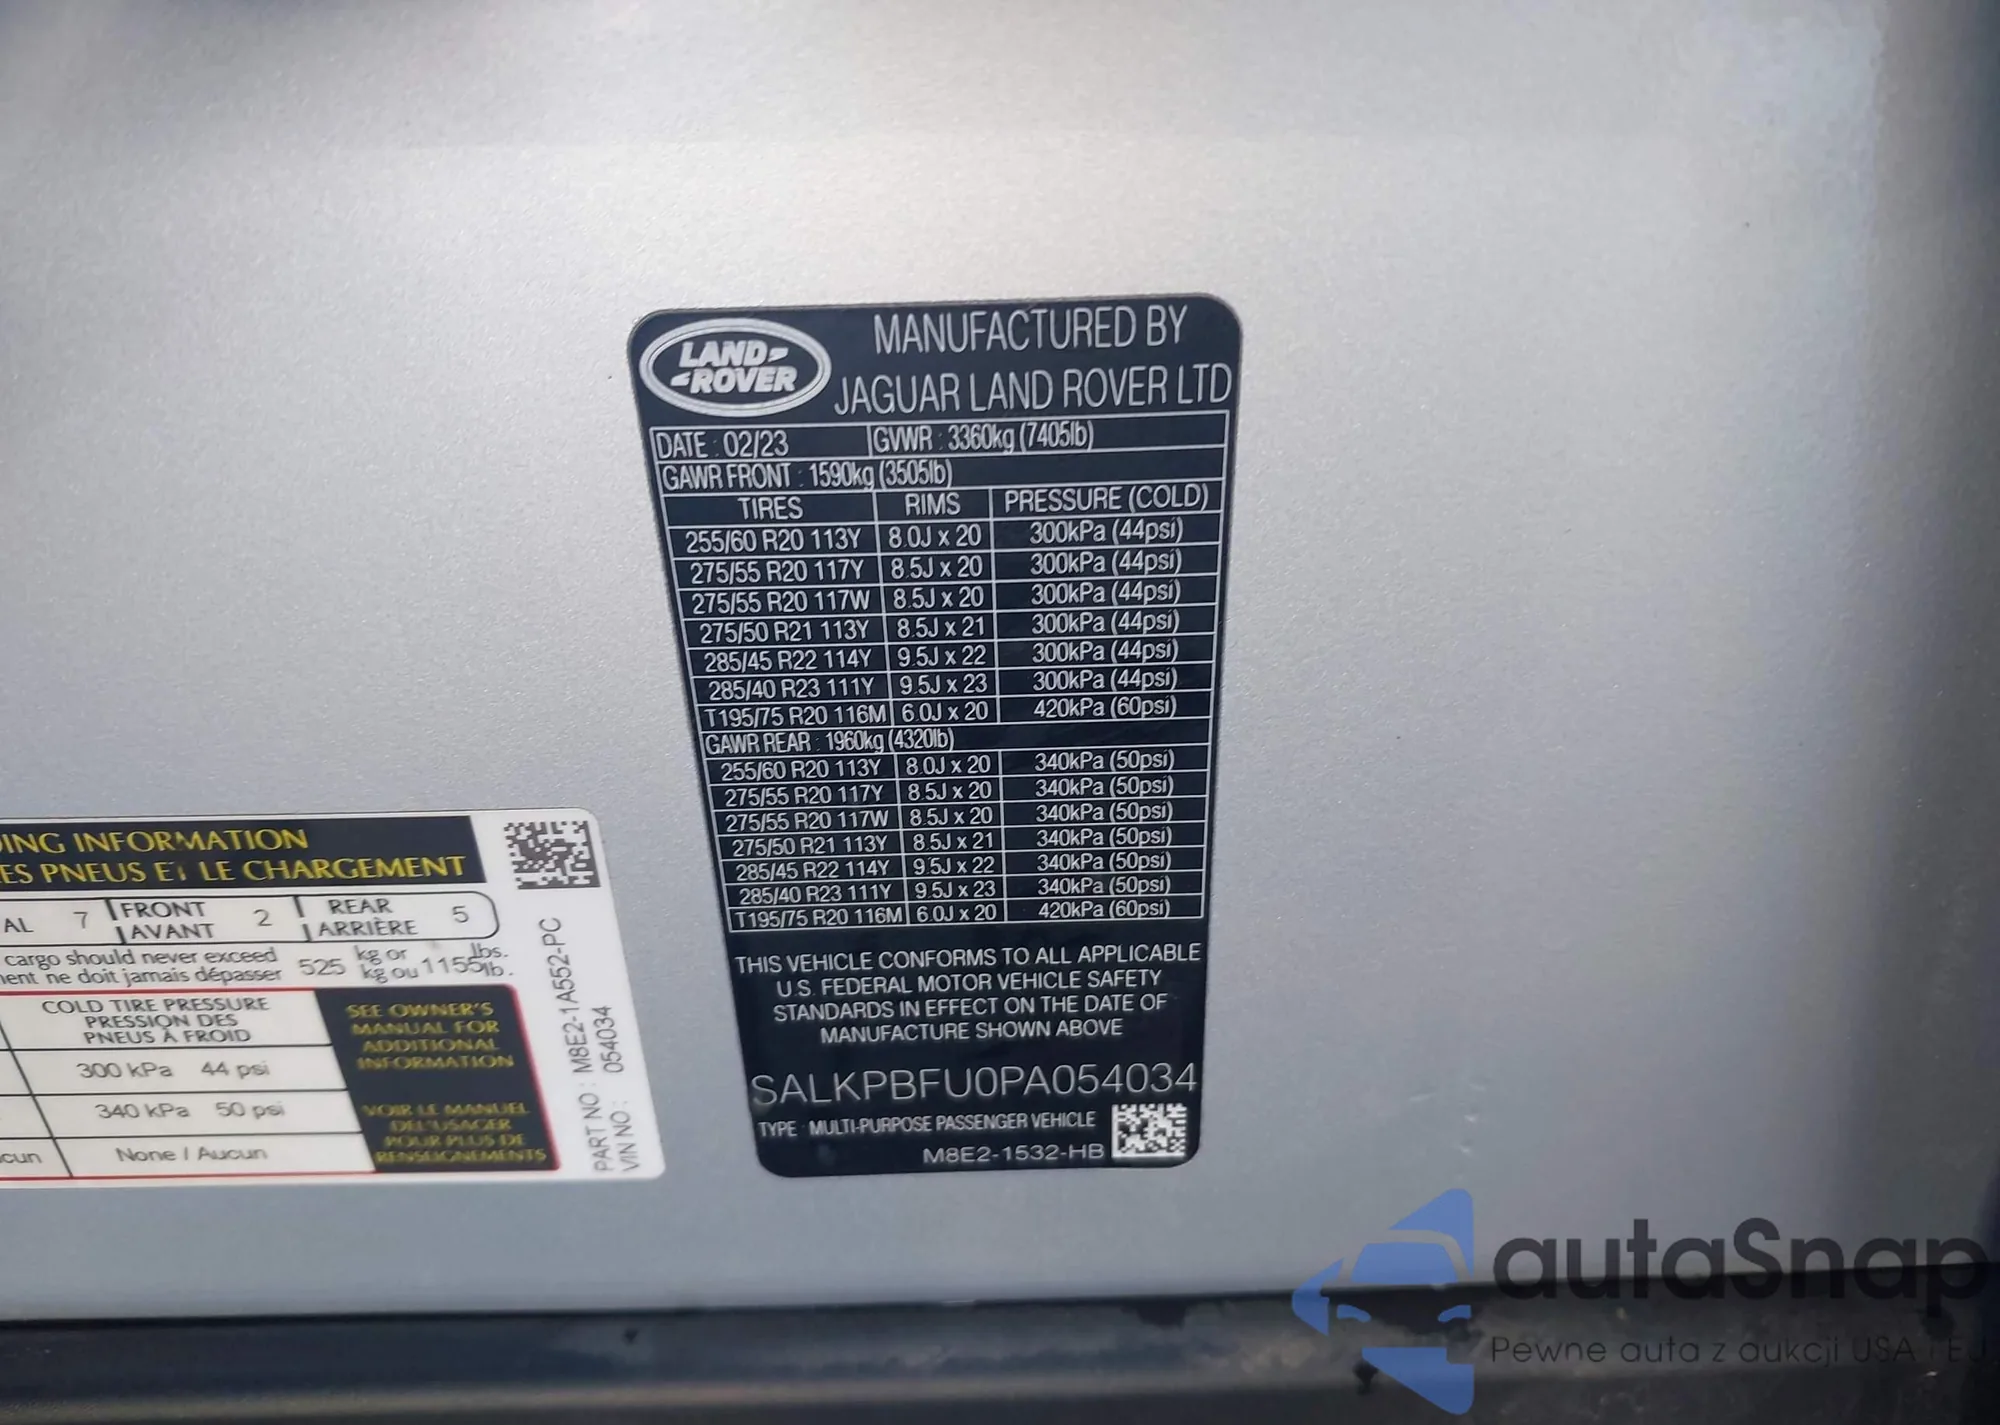 LAND
ROVER
MANUFACTURED BY
JAGUAR LAND ROVER LTD
DATE : 02/23 GVWR : 3360kg (7405lb)
GAWR FRONT : 1590kg (3505lb)
TIRES RIMS PRESSURE (COLD)
255/60 R20 113Y 8.0J x 20 300kPa (44psi)
275/55 R20 117Y 8.5J x 20 300kPa (44psi)
275/55 R20 117W 8.5J x 20 300kPa (44psi)
275/50 R21 113Y 8.5J x 21 300kPa (44psi)
285/45 R22 114Y 9.5J x 22 300kPa (44psi)
285/40 R23 111Y 9.5J x 23 300kPa (44psi)
T195/75 R20 116M 6.0J x 20 420kPa (60psi)
GAWR REAR : 1960kg (4320lb)
255/60 R20 113Y 8.0J x 20 340kPa (50psi)
275/55 R20 117Y 8.5J x 20 340kPa (50psi)
275/55 R20 117W 8.5J x 20 340kPa (50psi)
275/50 R21 113Y 8.5J x 21 340kPa (50psi)
285/45 R22 114Y 9.5J x 22 340kPa (50psi)
285/40 R23 111Y 9.5J x 23 340kPa (50psi)
T195/75 R20 116M 6.0J x 20 420kPa (60psi)
THIS VEHICLE CONFORMS TO ALL APPLICABLE
U.S. FEDERAL MOTOR VEHICLE SAFETY
STANDARDS IN EFFECT ON THE DATE OF
MANUFACTURE SHOWN ABOVE
SALKPBFU0PA054034
TYPE : MULTI-PURPOSE PASSENGER VEHICLE
M8E2-1532-HB
DING INFORMATION
ES PNEUS ET LE CHARGEMENT
AL 7 FRONT AVANT 2 REAR ARRIÈRE 5
cargo should never exceed 525 kg or 1155 lbs.
ment ne doit jamais dépasser kg ou lb.
COLD TIRE PRESSURE
PRESSION DES
PNEUS À FROID
300 kPa 44 psi
340 kPa 50 psi
cun None / Aucun
SEE OWNER'S
MANUAL FOR
ADDITIONAL
INFORMATION
VOIR LE MANUEL
DE L'USAGER
POUR PLUS DE
RENSEIGNEMENTS
PART NO : M8E2-1A552-PC
VIN NO : 054034
autaSnap
Pewne auta z aukcji USA i EU